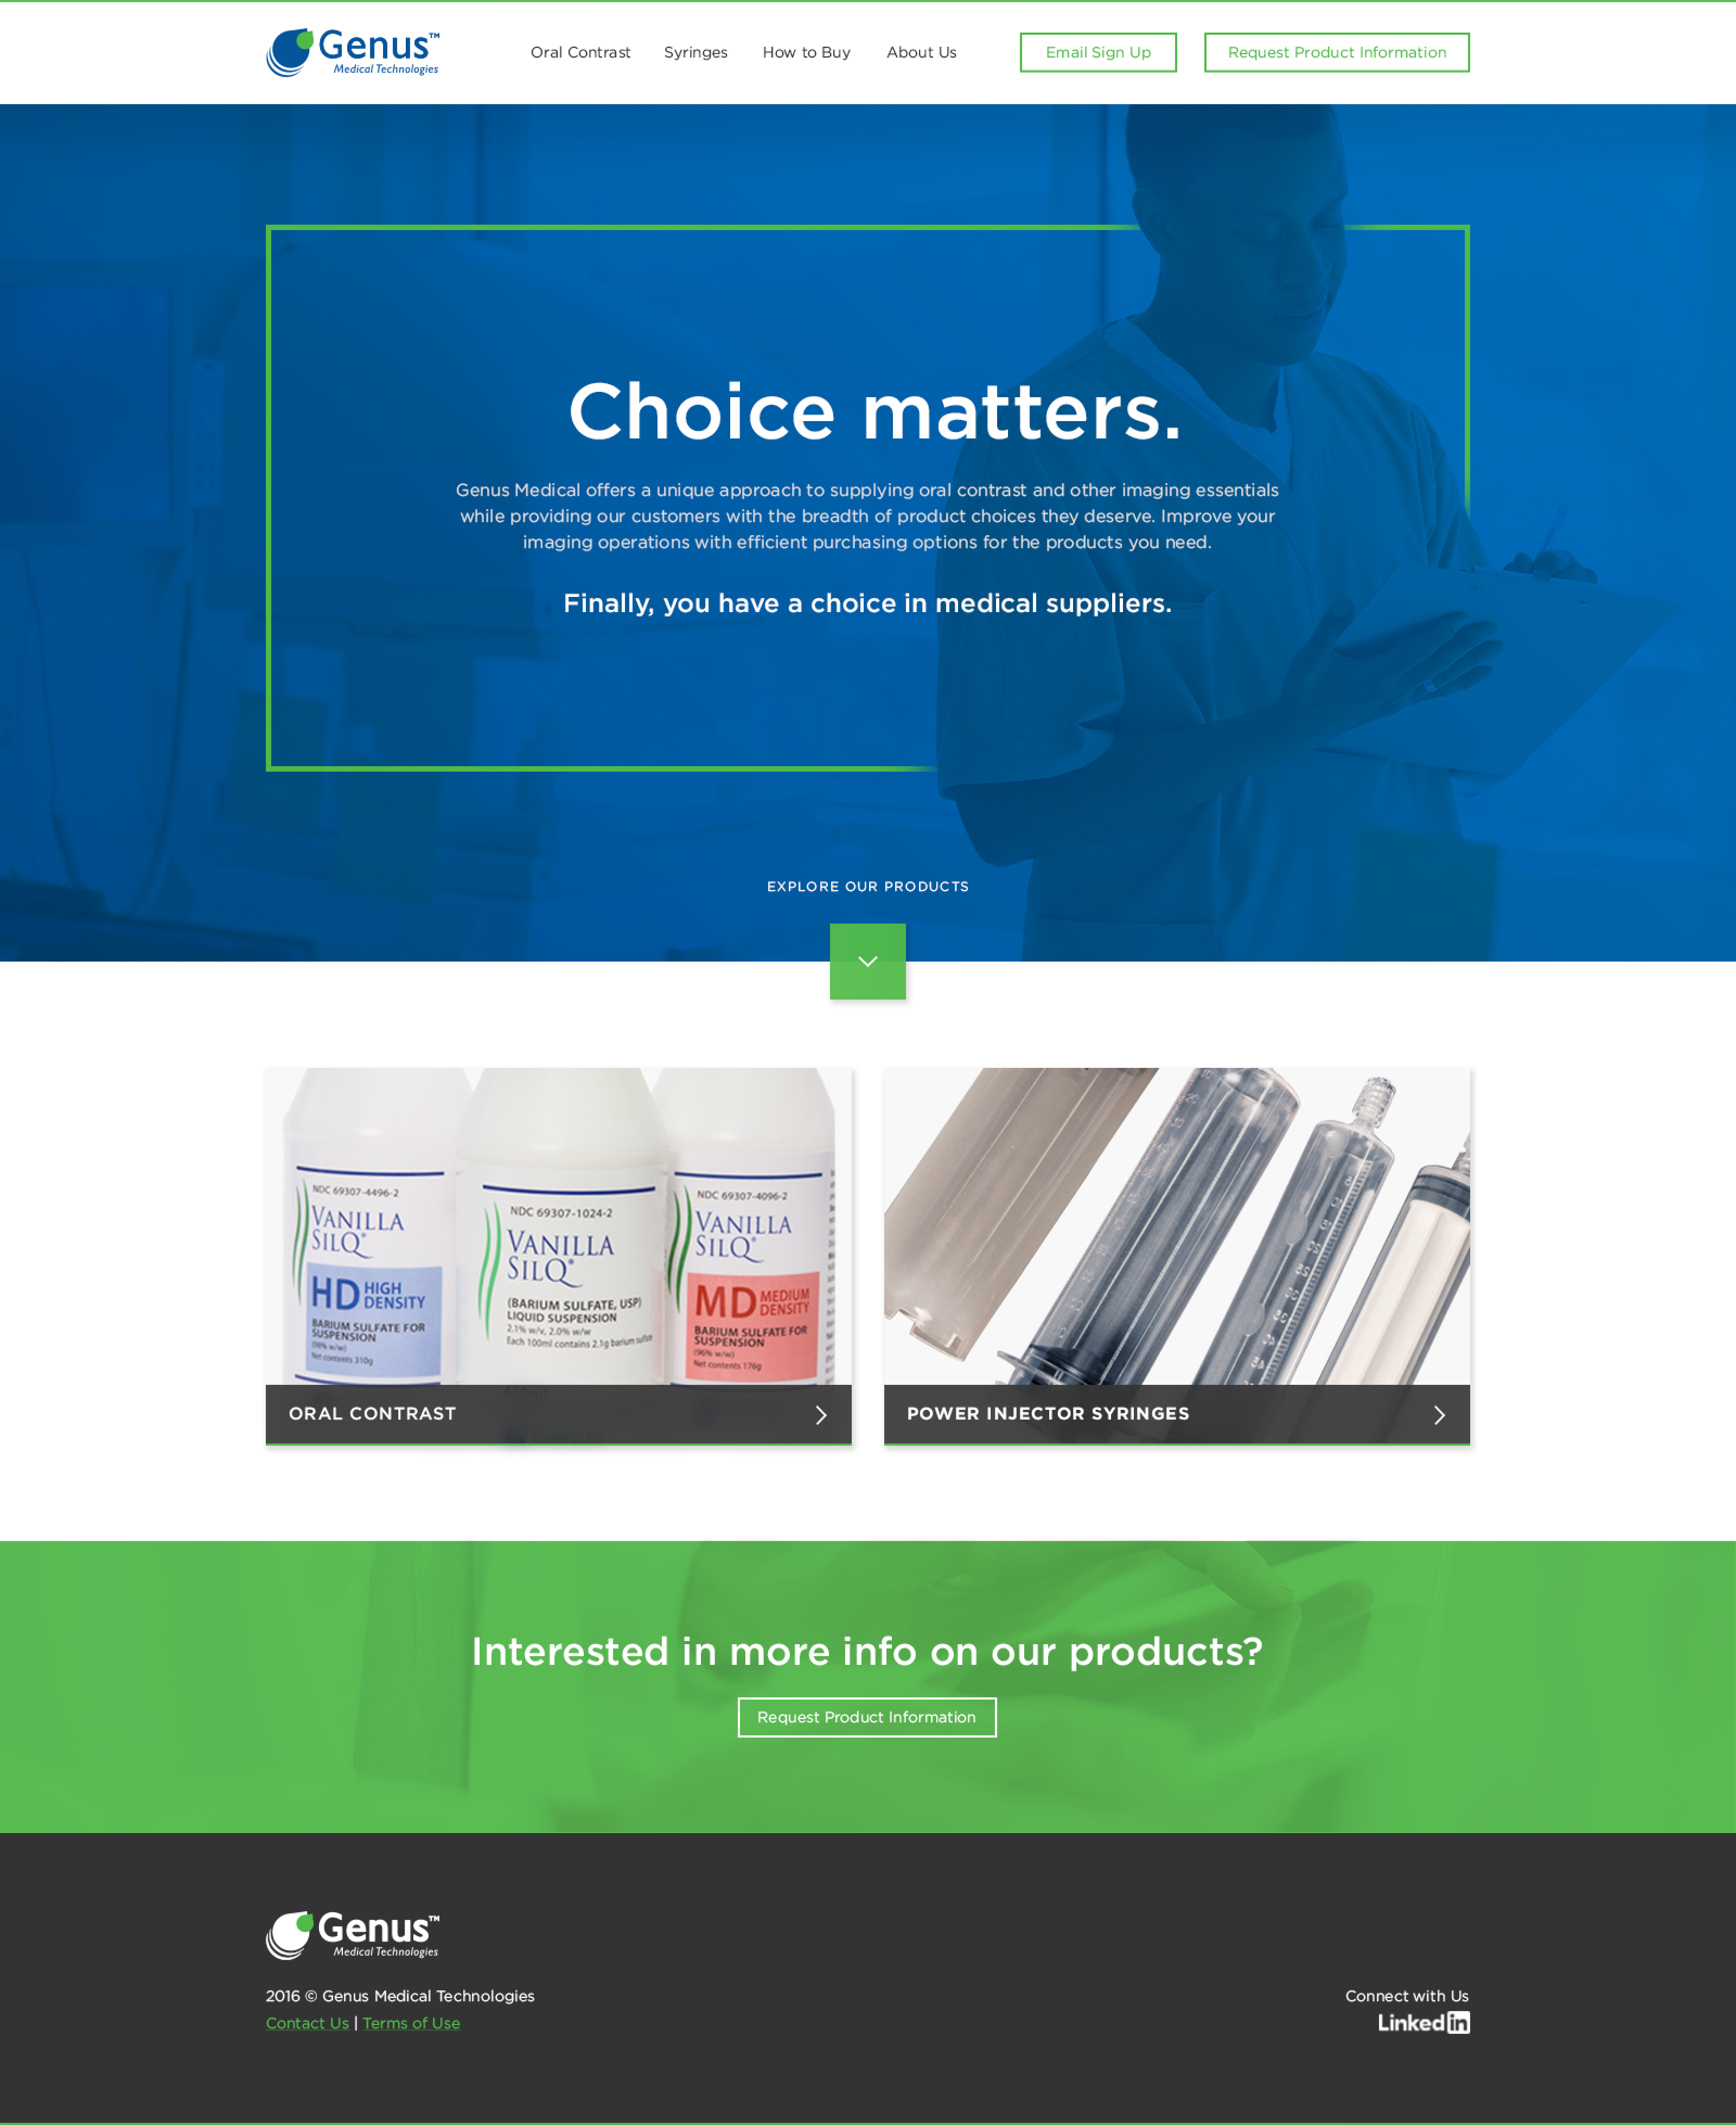 Genus™
Medical Technologies
Oral Contrast
Syringes
How to Buy
About Us
Email Sign Up
Request Product Information
Choice matters.
Genus Medical offers a unique approach to supplying oral contrast and other imaging essentials
while providing our customers with the breadth of product choices they deserve. Improve your
imaging operations with efficient purchasing options for the products you need.
Finally, you have a choice in medical suppliers.
EXPLORE OUR PRODUCTS
NDC 69307-4496-2
VANILLA
SILQ®
HD HIGH
DENSITY
BARIUM SULFATE FOR
SUSPENSION
(98% w/w)
Net contents 310g
NDC 69307-1024-2
VANILLA
SILQ®
(BARIUM SULFATE, USP)
LIQUID SUSPENSION
2.1% w/v, 2.0% w/w
Each 100ml contains 2.1g barium sulfate
450ml
NDC 69307-4096-2
VANILLA
SILQ®
MD MEDIUM
DENSITY
BARIUM SULFATE FOR
SUSPENSION
(96% w/w)
Net contents 176g
ORAL CONTRAST
POWER INJECTOR SYRINGES
Interested in more info on our products?
Request Product Information
Genus™
Medical Technologies
2016 © Genus Medical Technologies
Contact Us | Terms of Use
Connect with Us
Linked in